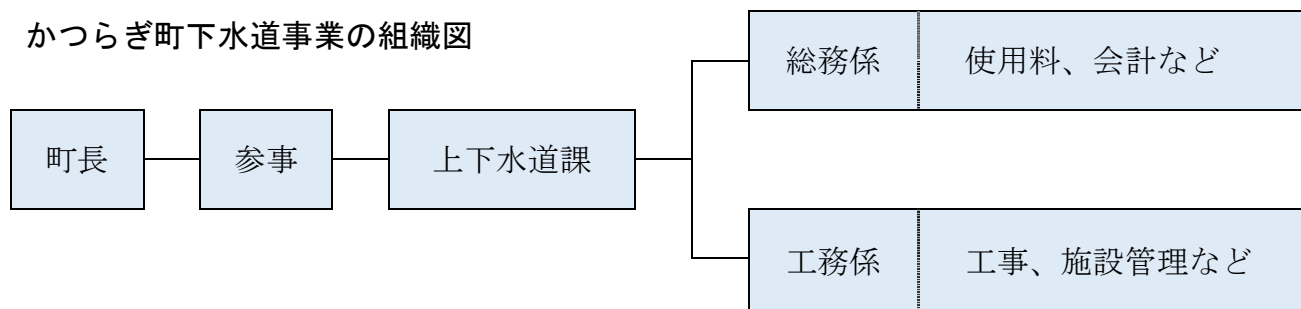 かつらぎ町下水道事業の組織図
町長
参事
上下水道課
総務係
使用料、会計など
工務係
工事、施設管理など